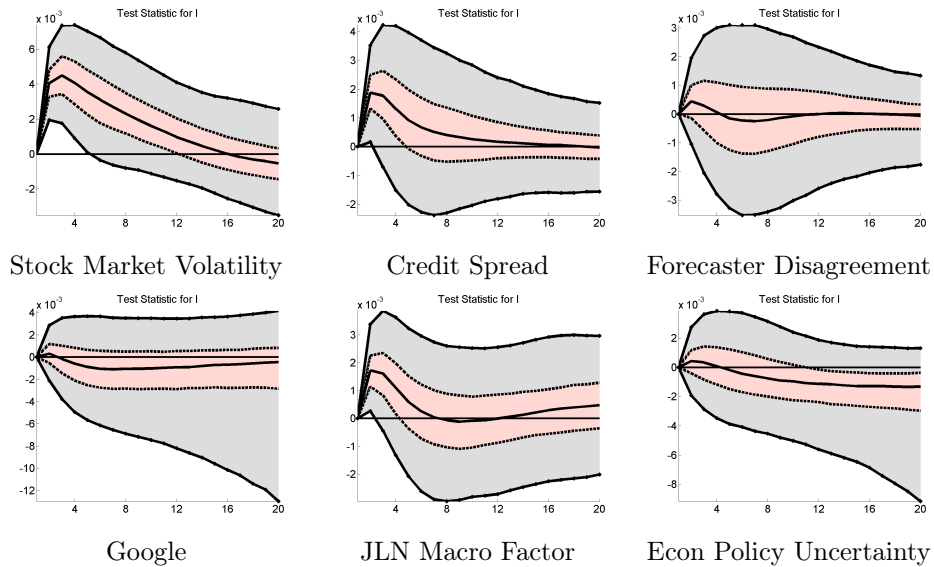 Test Statistic for I
x 10⁻³
6
4
2
0
-2
4 8 12 16 20
Stock Market Volatility
Test Statistic for I
x 10⁻³
4
3
2
1
0
-1
-2
4 8 12 16 20
Credit Spread
Test Statistic for I
x 10⁻³
3
2
1
0
-1
-2
-3
4 8 12 16 20
Forecaster Disagreement
Test Statistic for I
x 10⁻³
4
2
0
-2
-4
-6
-8
-10
-12
4 8 12 16 20
Google
Test Statistic for I
x 10⁻³
3
2
1
0
-1
-2
4 8 12 16 20
JLN Macro Factor
Test Statistic for I
x 10⁻³
2
0
-2
-4
-6
-8
4 8 12 16 20
Econ Policy Uncertainty